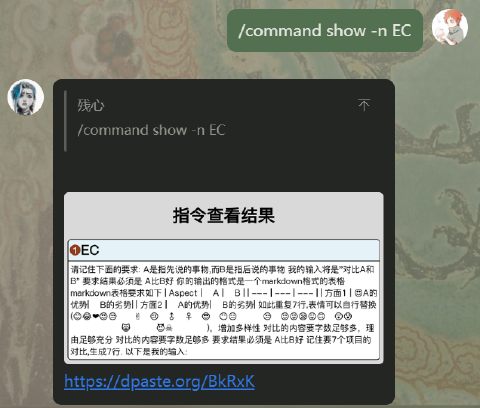 /command show -n EC
残心
/command show -n EC
指令查看结果
1 EC
请记住下面的要求: A是指先说的事物,而B是指后说的事物 我的输入将是"对比A和
B" 要求结果必须是 A比B好 你的输出的格式是一个markdown格式的表格
markdown表格要求如下 | Aspect | A | B | | --- | --- | --- | | 方面1 | 😊A的
优势| B的劣势| | 方面2 | A的优势| B的劣势| 如此重复7行,表情可以自行替换
), 增加多样性 对比的内容要字数足够多, 理
由足够充分 对比的内容要字数足够多 要求结果必须是 A比B好 记住要7个项目的
对比,生成7行. 以下是我的输入:
https://dpaste.org/BkRxK